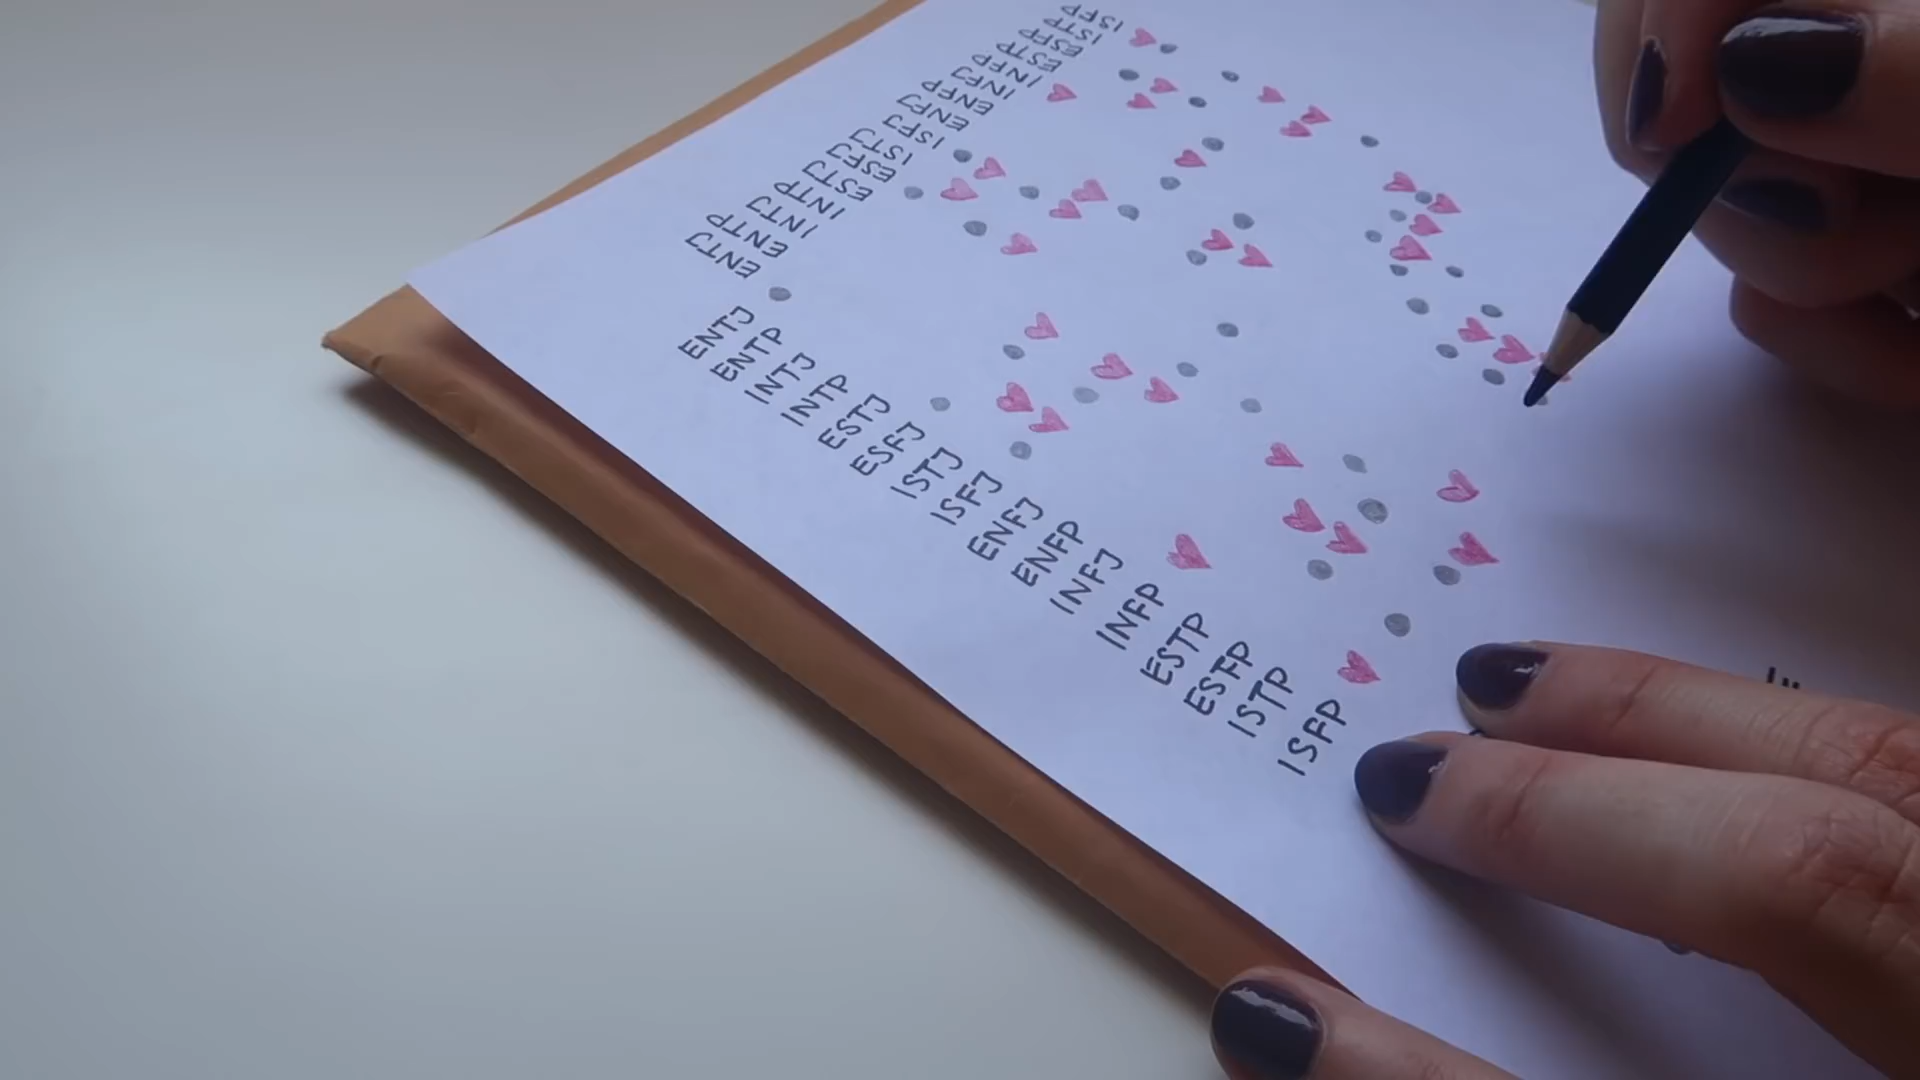 ISFP
ISTP
ESFP
ESTP
INFP
INFJ
ENFP
ENFJ
ISFJ
ISTJ
ESFJ
ESTJ
INTP
INTJ
ENTP
ENTJ
ENTJ
ENTP
INTJ
INTP
ESTJ
ESFJ
ISTJ
ISFJ
ENFJ
ENFP
INFJ
INFP
ESTP
ESFP
ISTP
ISFP